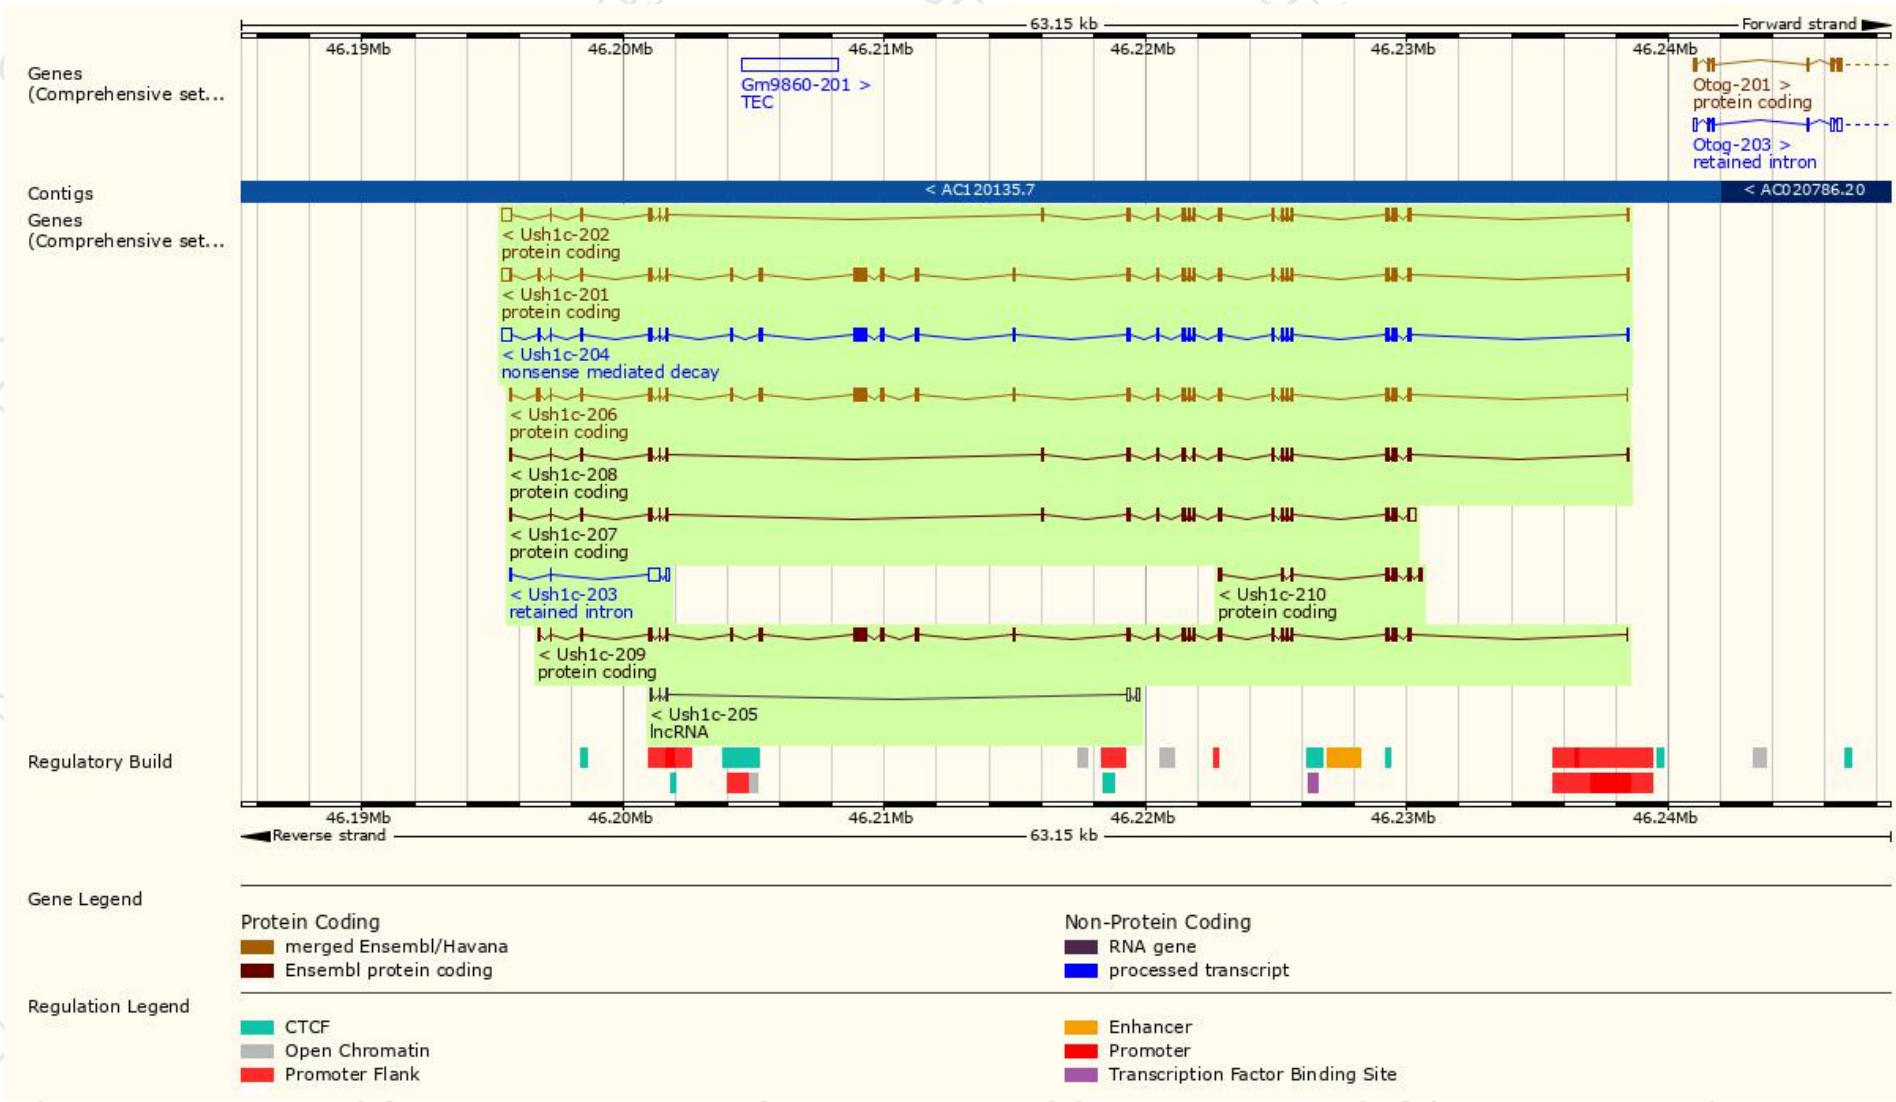 63.15 kb Forward strand
46.19Mb 46.20Mb 46.21Mb 46.22Mb 46.23Mb 46.24Mb
Genes
(Comprehensive set...
Gm9860-201 >
TEC
Otog-201 >
protein coding
Otog-203 >
retained intron
Contigs < AC120135.7 < AC020786.20
Genes
(Comprehensive set...
< Ush1c-202
protein coding
< Ush1c-201
protein coding
< Ush1c-204
nonsense mediated decay
< Ush1c-206
protein coding
< Ush1c-208
protein coding
< Ush1c-207
protein coding
< Ush1c-203
retained intron
< Ush1c-210
protein coding
< Ush1c-209
protein coding
< Ush1c-205
lncRNA
Regulatory Build
46.19Mb 46.20Mb 46.21Mb 46.22Mb 46.23Mb 46.24Mb
Reverse strand 63.15 kb
Gene Legend
Protein Coding
merged Ensembl/Havana
Ensembl protein coding
Non-Protein Coding
RNA gene
processed transcript
Regulation Legend
CTCF
Open Chromatin
Promoter Flank
Enhancer
Promoter
Transcription Factor Binding Site